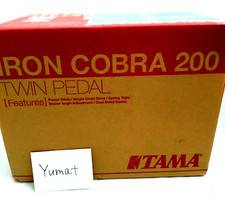 IRON COBRA 200
TWIN PEDAL
[Features]
Yumat
TAMA